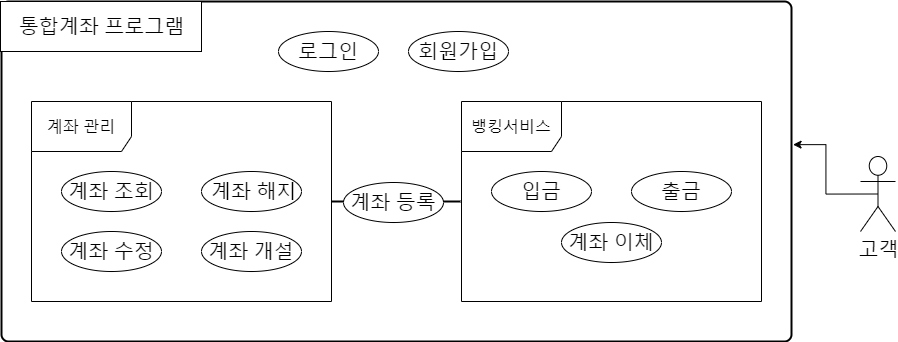 통합계좌 프로그램
로그인
회원가입
계좌 관리
계좌 조회
계좌 해지
계좌 수정
계좌 개설
계좌 등록
뱅킹서비스
입금
출금
계좌 이체
고객